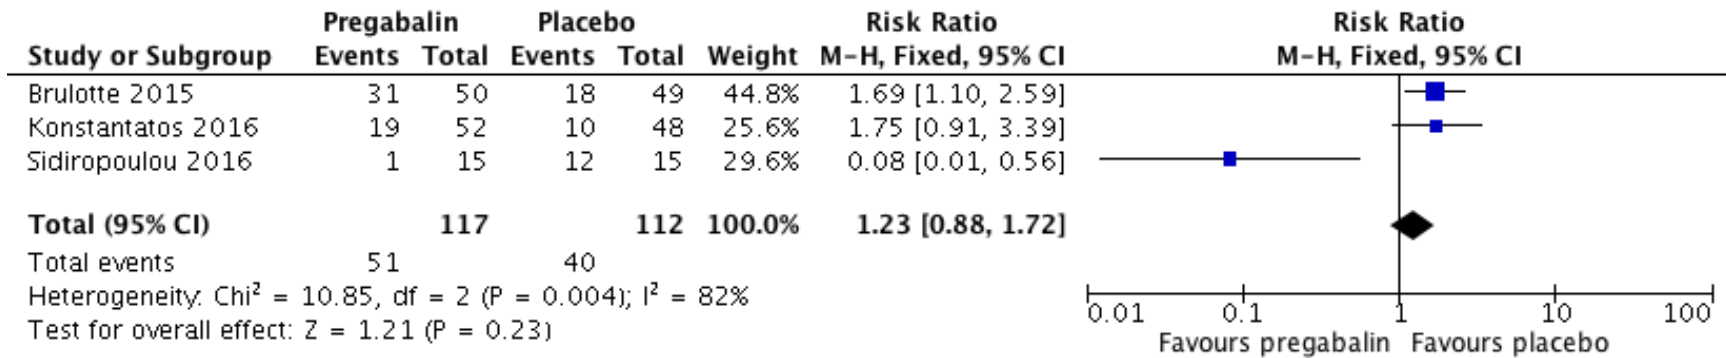 Pregabalin Placebo Risk Ratio Risk Ratio
Study or Subgroup Events Total Events Total Weight M-H, Fixed, 95% CI M-H, Fixed, 95% CI
Brulotte 2015 31 50 18 49 44.8% 1.69 [1.10, 2.59]
Konstantatos 2016 19 52 10 48 25.6% 1.75 [0.91, 3.39]
Sidiropoulou 2016 1 15 12 15 29.6% 0.08 [0.01, 0.56]
Total (95% CI) 117 112 100.0% 1.23 [0.88, 1.72]
Total events 51 40
Heterogeneity: Chi² = 10.85, df = 2 (P = 0.004); I² = 82%
Test for overall effect: Z = 1.21 (P = 0.23)
0.01 0.1 1 10 100
Favours pregabalin Favours placebo